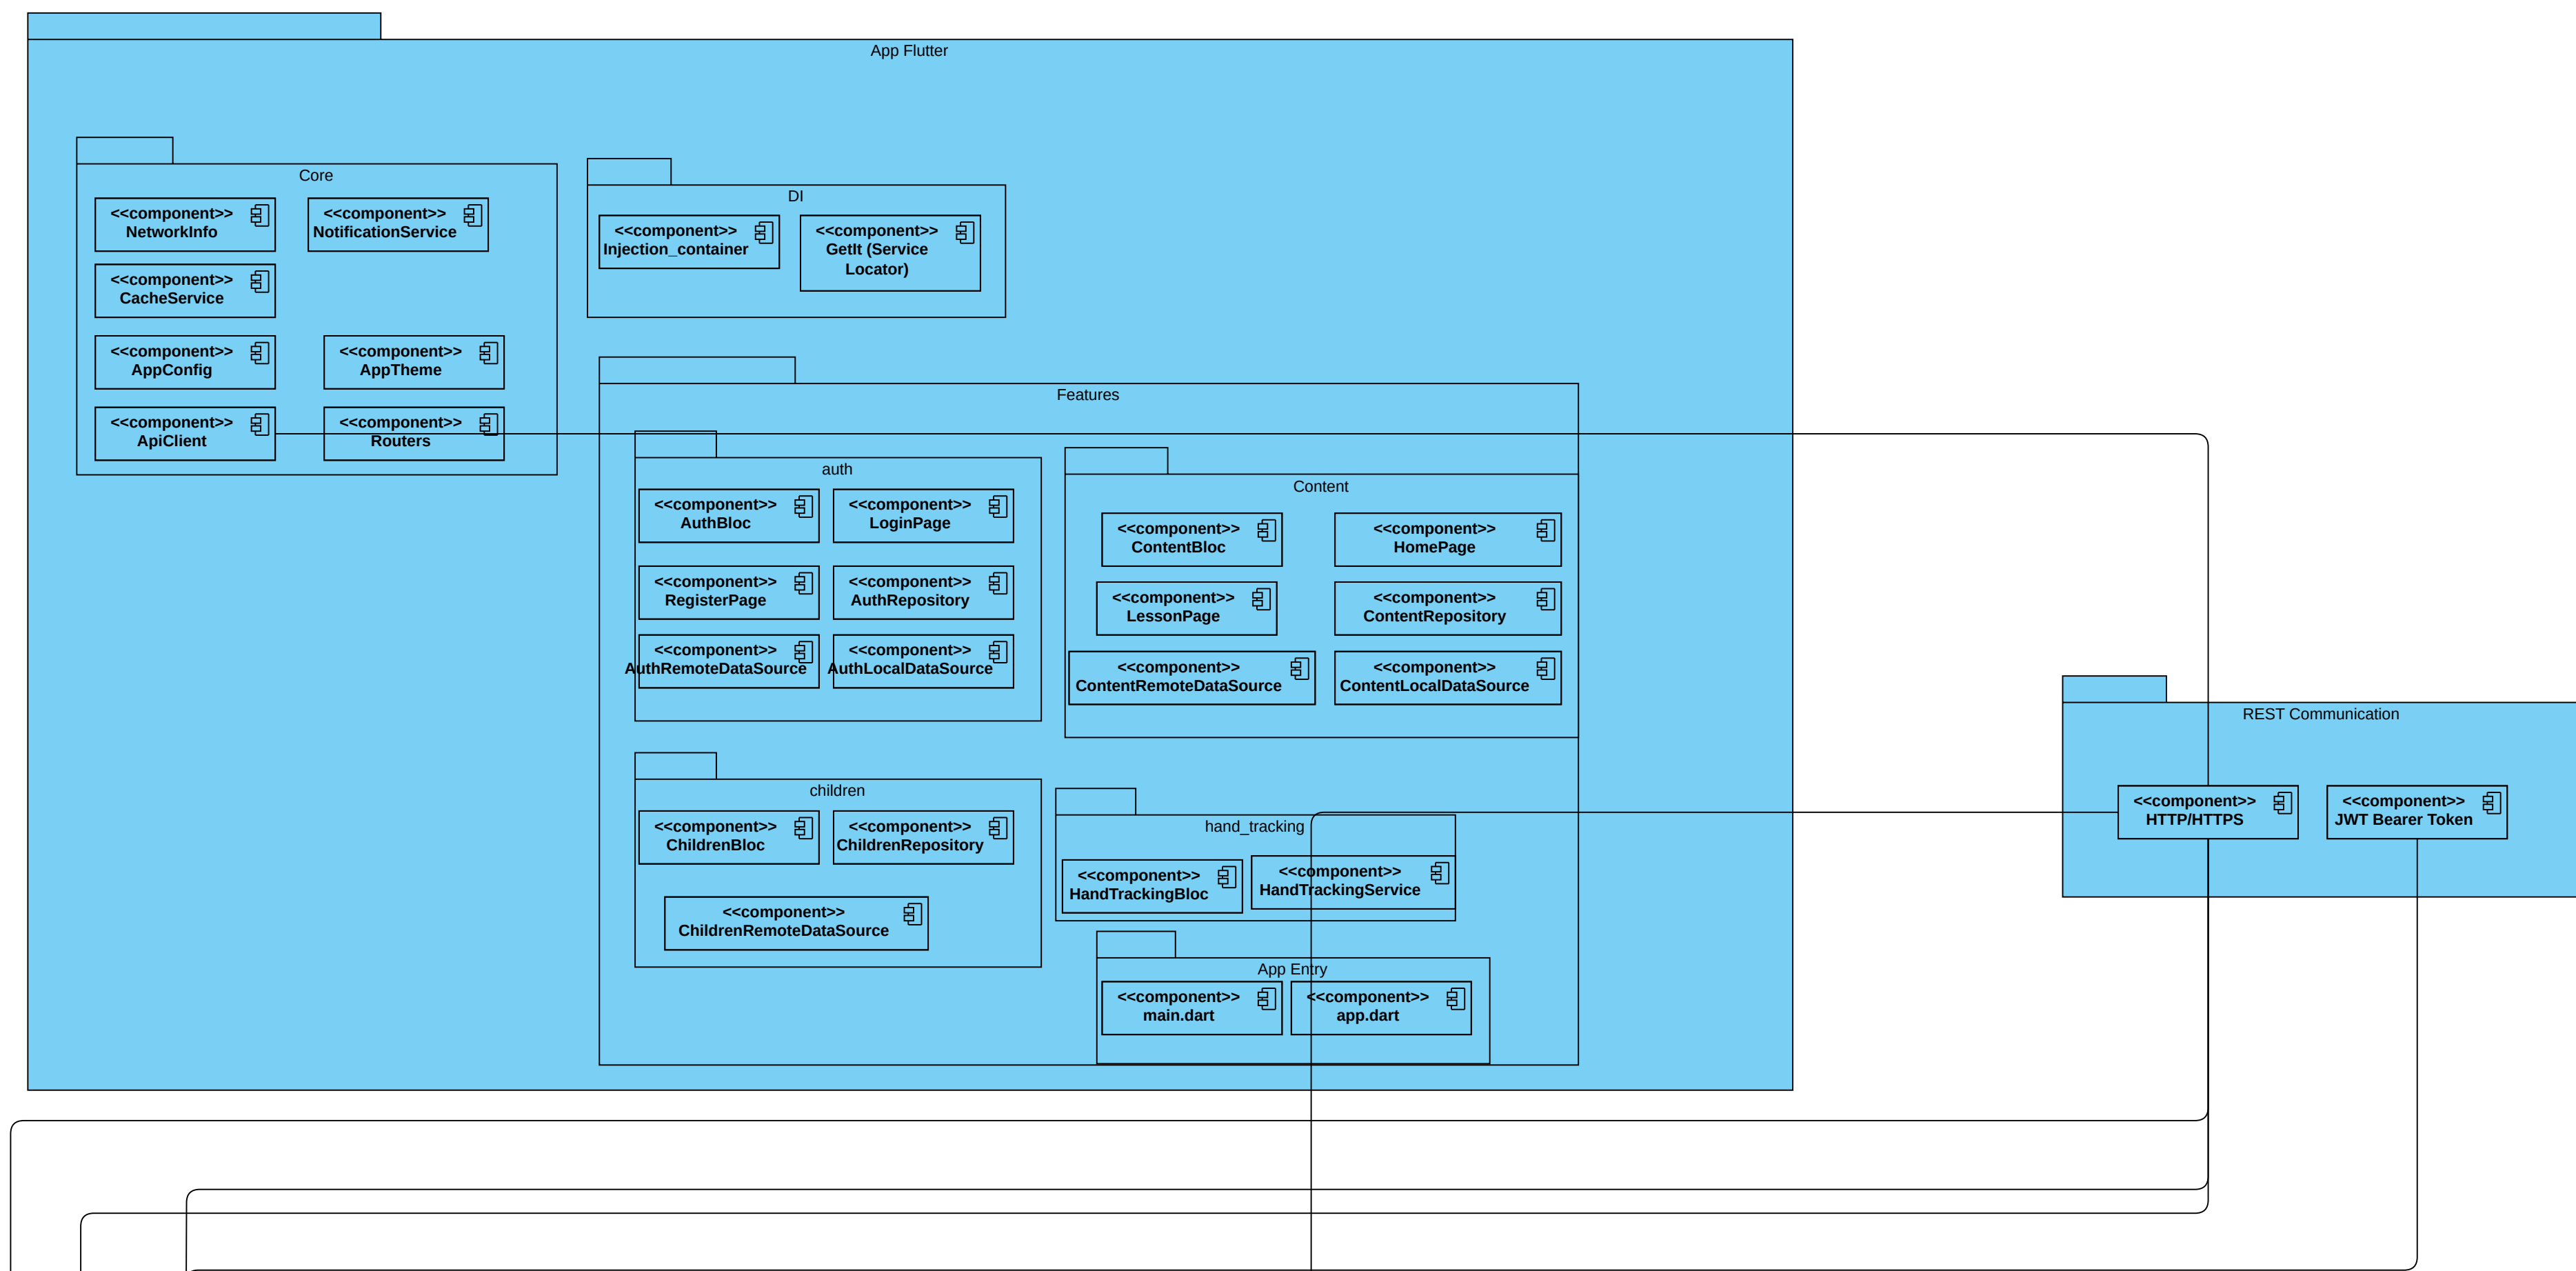 App Flutter
Core
<<component>>
NetworkInfo
<<component>>
NotificationService
<<component>>
CacheService
<<component>>
AppConfig
<<component>>
AppTheme
<<component>>
ApiClient
<<component>>
Routers
DI
<<component>>
Injection_container
<<component>>
GetIt (Service
Locator)
Features
auth
<<component>>
AuthBloc
<<component>>
LoginPage
<<component>>
RegisterPage
<<component>>
AuthRepository
<<component>>
AuthRemoteDataSource
<<component>>
AuthLocalDataSource
Content
<<component>>
ContentBloc
<<component>>
HomePage
<<component>>
LessonPage
<<component>>
ContentRepository
<<component>>
ContentRemoteDataSource
<<component>>
ContentLocalDataSource
children
<<component>>
ChildrenBloc
<<component>>
ChildrenRepository
<<component>>
ChildrenRemoteDataSource
hand_tracking
<<component>>
HandTrackingBloc
<<component>>
HandTrackingService
App Entry
<<component>>
main.dart
<<component>>
app.dart
REST Communication
<<component>>
HTTP/HTTPS
<<component>>
JWT Bearer Token